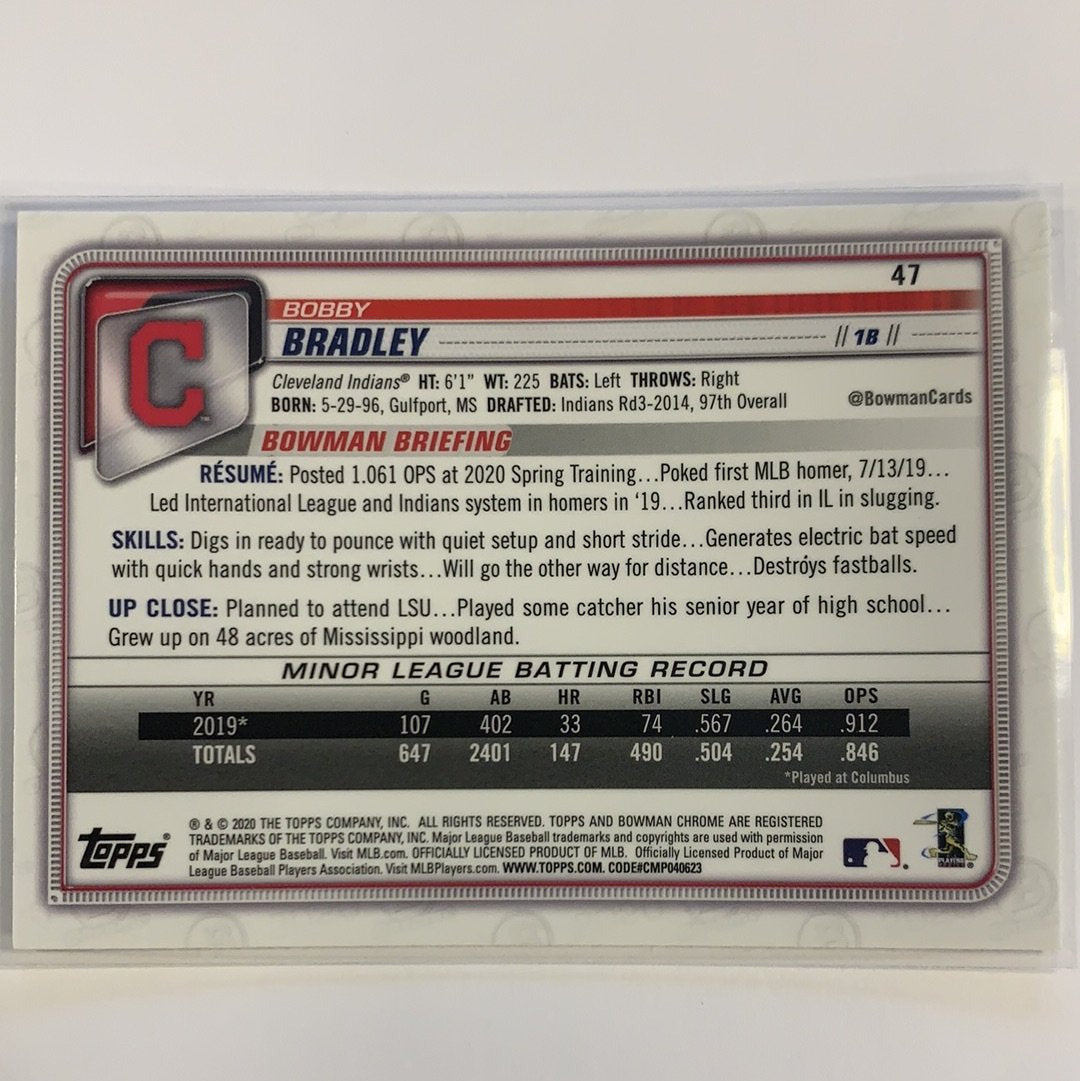 47
BOBBY
BRADLEY // 1B //
C
Cleveland Indians® HT: 6'1" WT: 225 BATS: Left THROWS: Right
BORN: 5-29-96, Gulfport, MS DRAFTED: Indians Rd3-2014, 97th Overall
@BowmanCards
BOWMAN BRIEFING
RÉSUMÉ: Posted 1.061 OPS at 2020 Spring Training...Poked first MLB homer, 7/13/19...
Led International League and Indians system in homers in '19...Ranked third in IL in slugging.
SKILLS: Digs in ready to pounce with quiet setup and short stride...Generates electric bat speed
with quick hands and strong wrists...Will go the other way for distance...Destroys fastballs.
UP CLOSE: Planned to attend LSU...Played some catcher his senior year of high school...
Grew up on 48 acres of Mississippi woodland.
MINOR LEAGUE BATTING RECORD
YR G AB HR RBI SLG AVG OPS
2019* 107 402 33 74 .567 .264 .912
TOTALS 647 2401 147 490 .504 .254 .846
*Played at Columbus
TOPPS®
® & © 2020 THE TOPPS COMPANY, INC. ALL RIGHTS RESERVED. TOPPS AND BOWMAN CHROME ARE REGISTERED
TRADEMARKS OF THE TOPPS COMPANY, INC. Major League Baseball trademarks and copyrights are used with permission
of Major League Baseball. Visit MLB.com. OFFICIALLY LICENSED PRODUCT OF MLB. Officially Licensed Product of Major
League Baseball Players Association. Visit MLBPlayers.com. WWW.TOPPS.COM. CODE#CMP040623